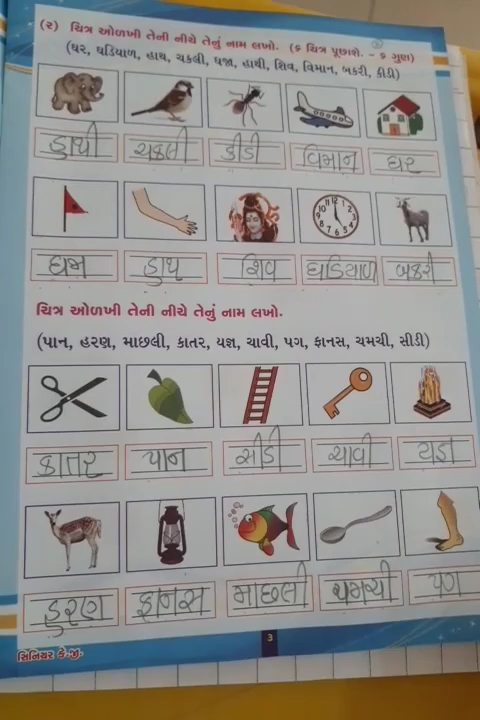 (૨) ચિત્ર ઓળખી તેની નીચે તેનું નામ લખો. (૬ ચિત્ર પૂછાશે. - ૬ ગુણ)
(ઘર, ઘડિયાળ, હાથ, ચકલી, ધજા, હાથી, શિવ, વિમાન, બકરી, કીડી)
હાથી ચકલી કીડી વિમાન ઘર
ધજા હાથ શિવ ઘડિયાળ બકરી
ચિત્ર ઓળખી તેની નીચે તેનું નામ લખો.
(પાન, હરણ, માછલી, કાતર, યજ્ઞ, ચાવી, પગ, ફાનસ, ચમચી, સીડી)
કાતર પાન સીડી ચાવી યજ્ઞ
હરણ ફાનસ માછલી ચમચી પગ
3
સિનિયર કે.જી.